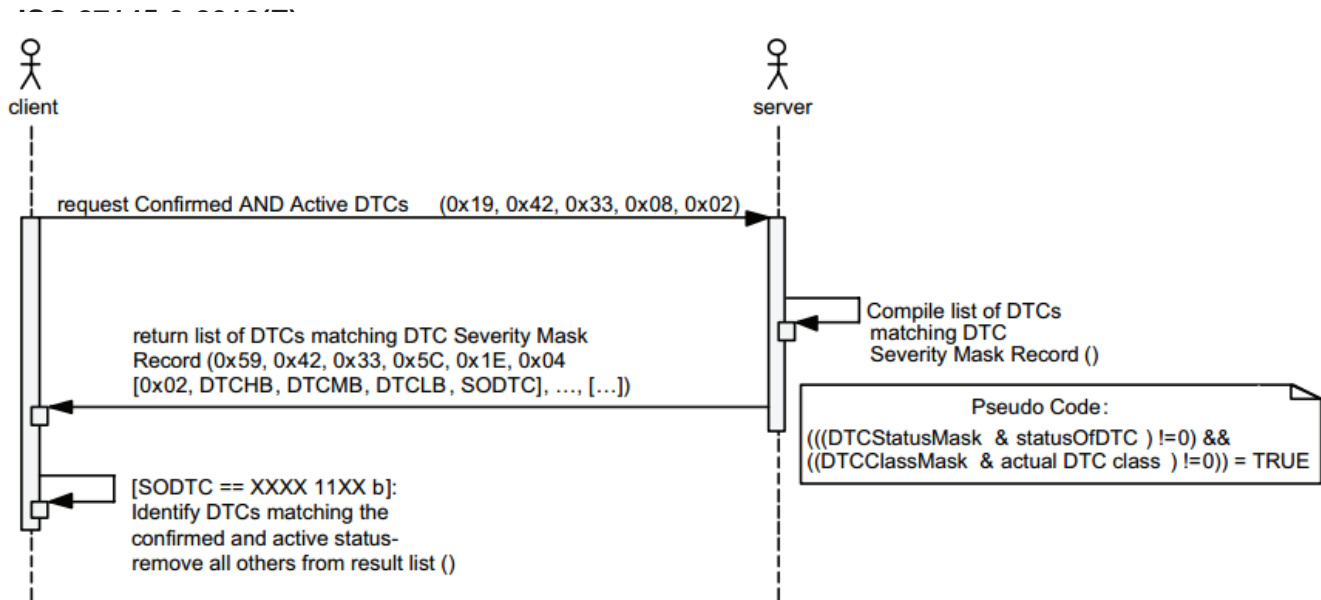 client
server
request Confirmed AND Active DTCs (0x19, 0x42, 0x33, 0x08, 0x02)
Compile list of DTCs
matching DTC
Severity Mask Record ()
return list of DTCs matching DTC Severity Mask
Record (0x59, 0x42, 0x33, 0x5C, 0x1E, 0x04
[0x02, DTCHB, DTCMB, DTCLB, SODTC], …, […])
Pseudo Code:
(((DTCStatusMask & statusOfDTC ) !=0) &&
((DTCClassMask & actual DTC class ) !=0)) = TRUE
[SODTC == XXXX 11XX b]:
Identify DTCs matching the
confirmed and active status-
remove all others from result list ()